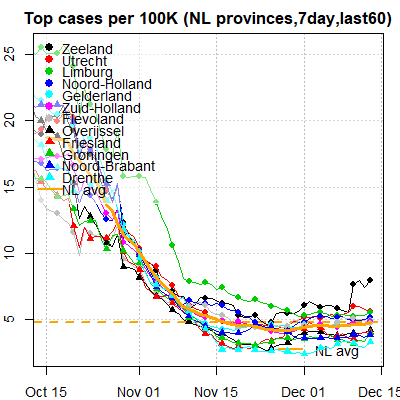 Top cases per 100K (NL provinces,7day,last60)
25
20
15
10
5
Zeeland
Utrecht
Limburg
Noord-Holland
Gelderland
Zuid-Holland
Flevoland
Overijssel
Friesland
Groningen
Noord-Brabant
Drenthe
NL avg
NL avg
Oct 15
Nov 01
Nov 15
Dec 01
Dec 15